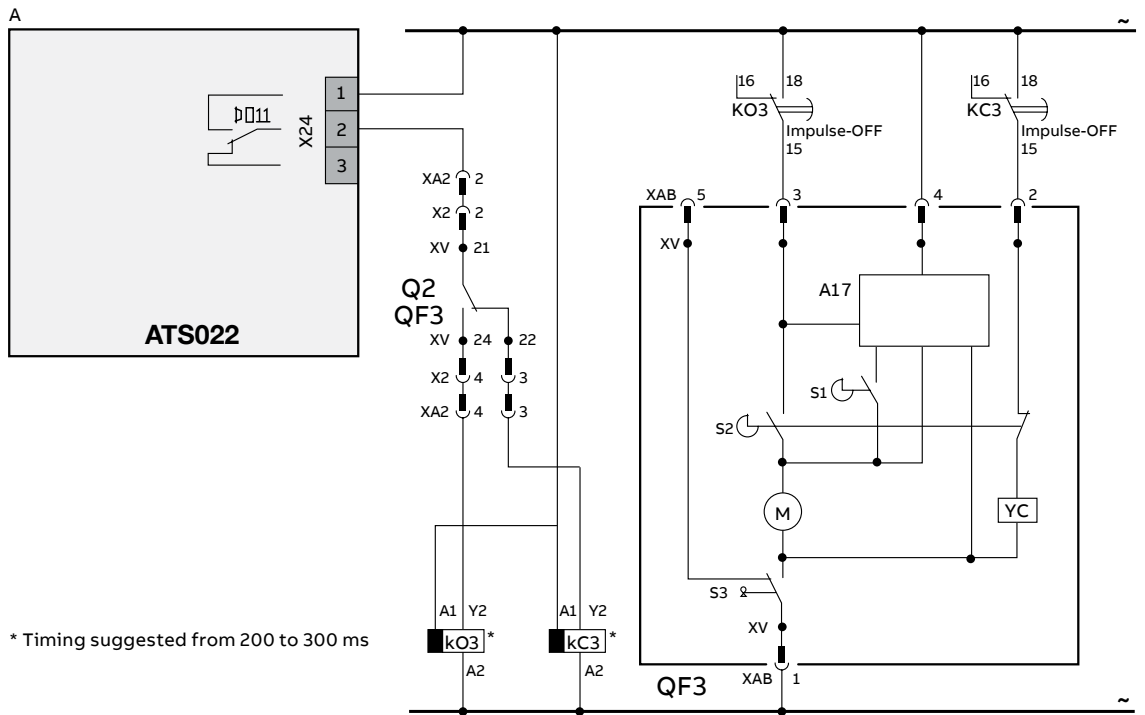 A
~
1
2
3
X24
ATS022
16
18
KO3
Impulse-OFF
15
16
18
KC3
Impulse-OFF
15
XA2 2
X2 2
XV 21
Q2
QF3
XV 24 22
X2 4 3
XA2 4 3
XAB 5 3 4 2
XV
A17
S1
S2
M
YC
S3
XV
XAB 1
QF3
A1 Y2
A1 Y2
kO3 *
kC3 *
A2
A2
* Timing suggested from 200 to 300 ms
~